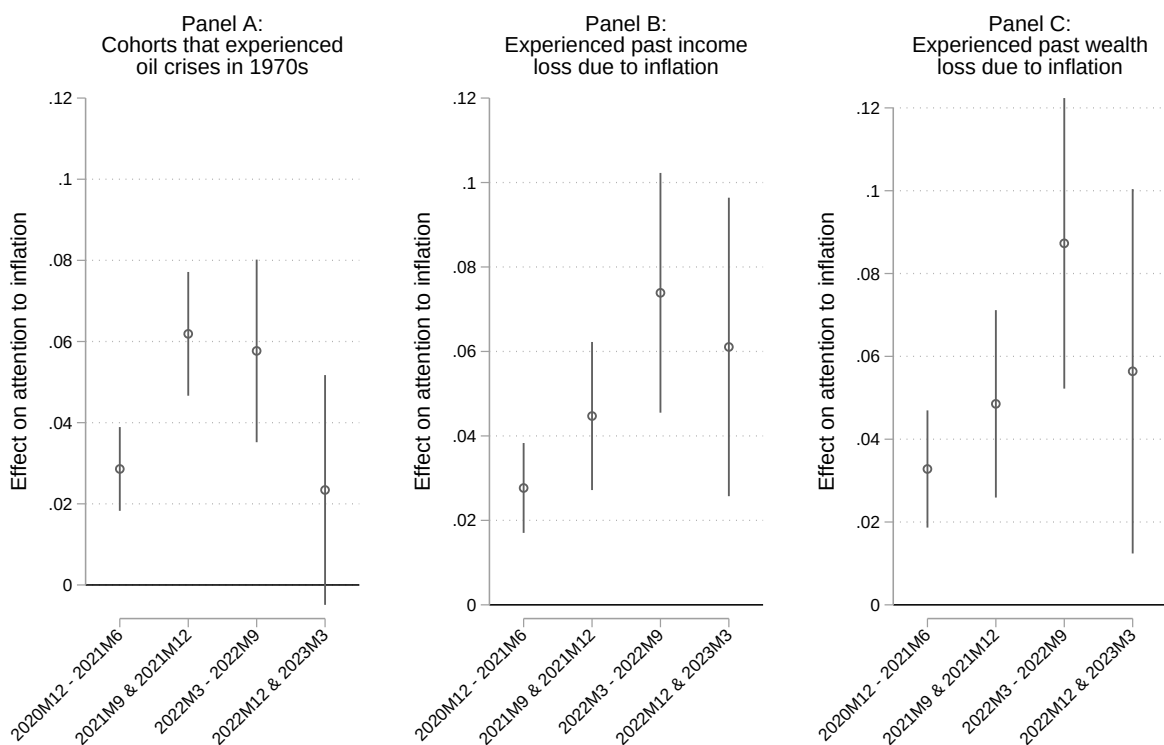 Panel A:
Cohorts that experienced
oil crises in 1970s
Effect on attention to inflation
.12
.1
.08
.06
.04
.02
0
2020M12 - 2021M6
2021M9 & 2021M12
2022M3 - 2022M9
2022M12 & 2023M3
Panel B:
Experienced past income
loss due to inflation
Effect on attention to inflation
.12
.1
.08
.06
.04
.02
0
2020M12 - 2021M6
2021M9 & 2021M12
2022M3 - 2022M9
2022M12 & 2023M3
Panel C:
Experienced past wealth
loss due to inflation
Effect on attention to inflation
.12
.1
.08
.06
.04
.02
0
2020M12 - 2021M6
2021M9 & 2021M12
2022M3 - 2022M9
2022M12 & 2023M3